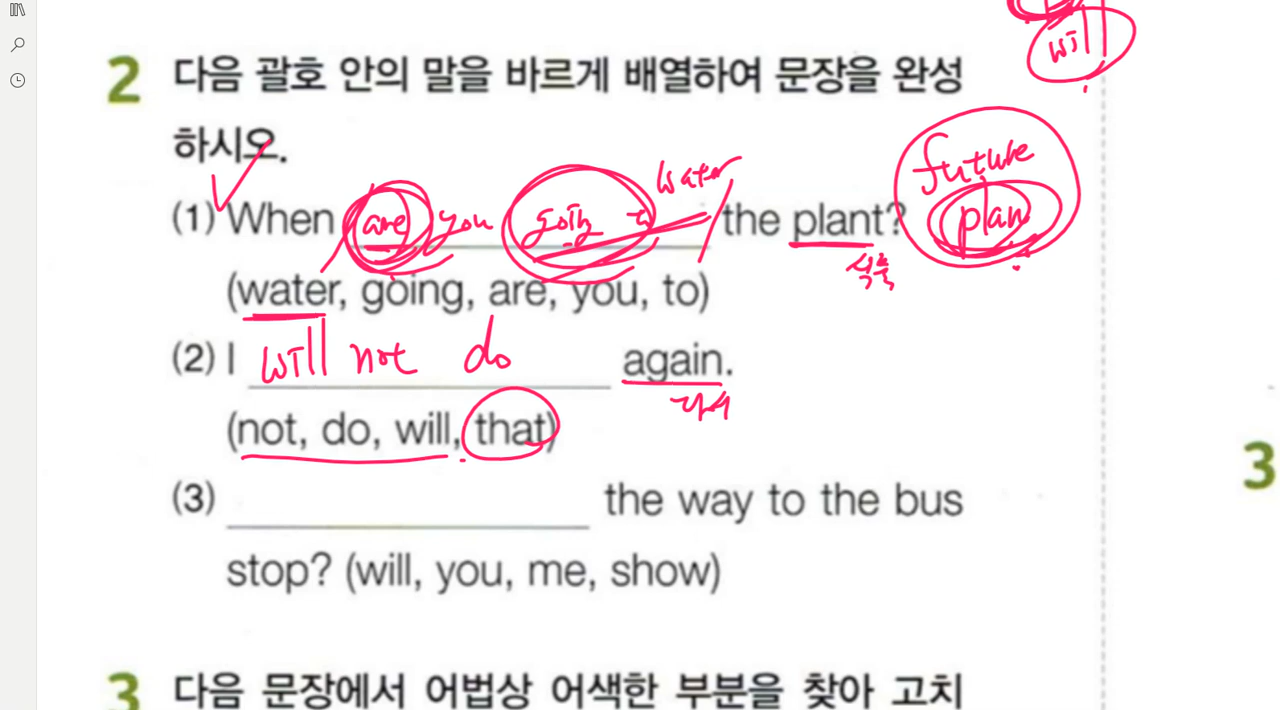 will
2 다음 괄호 안의 말을 바르게 배열하여 문장을 완성
하시오.
future
plan
water
(1) When are you going to the plant?
식물
(water, going, are, you, to)
(2) I will not do again.
다시
(not, do, will, that)
(3) the way to the bus
stop? (will, you, me, show)
3
3 다음 문장에서 어법상 어색한 부분을 찾아 고치